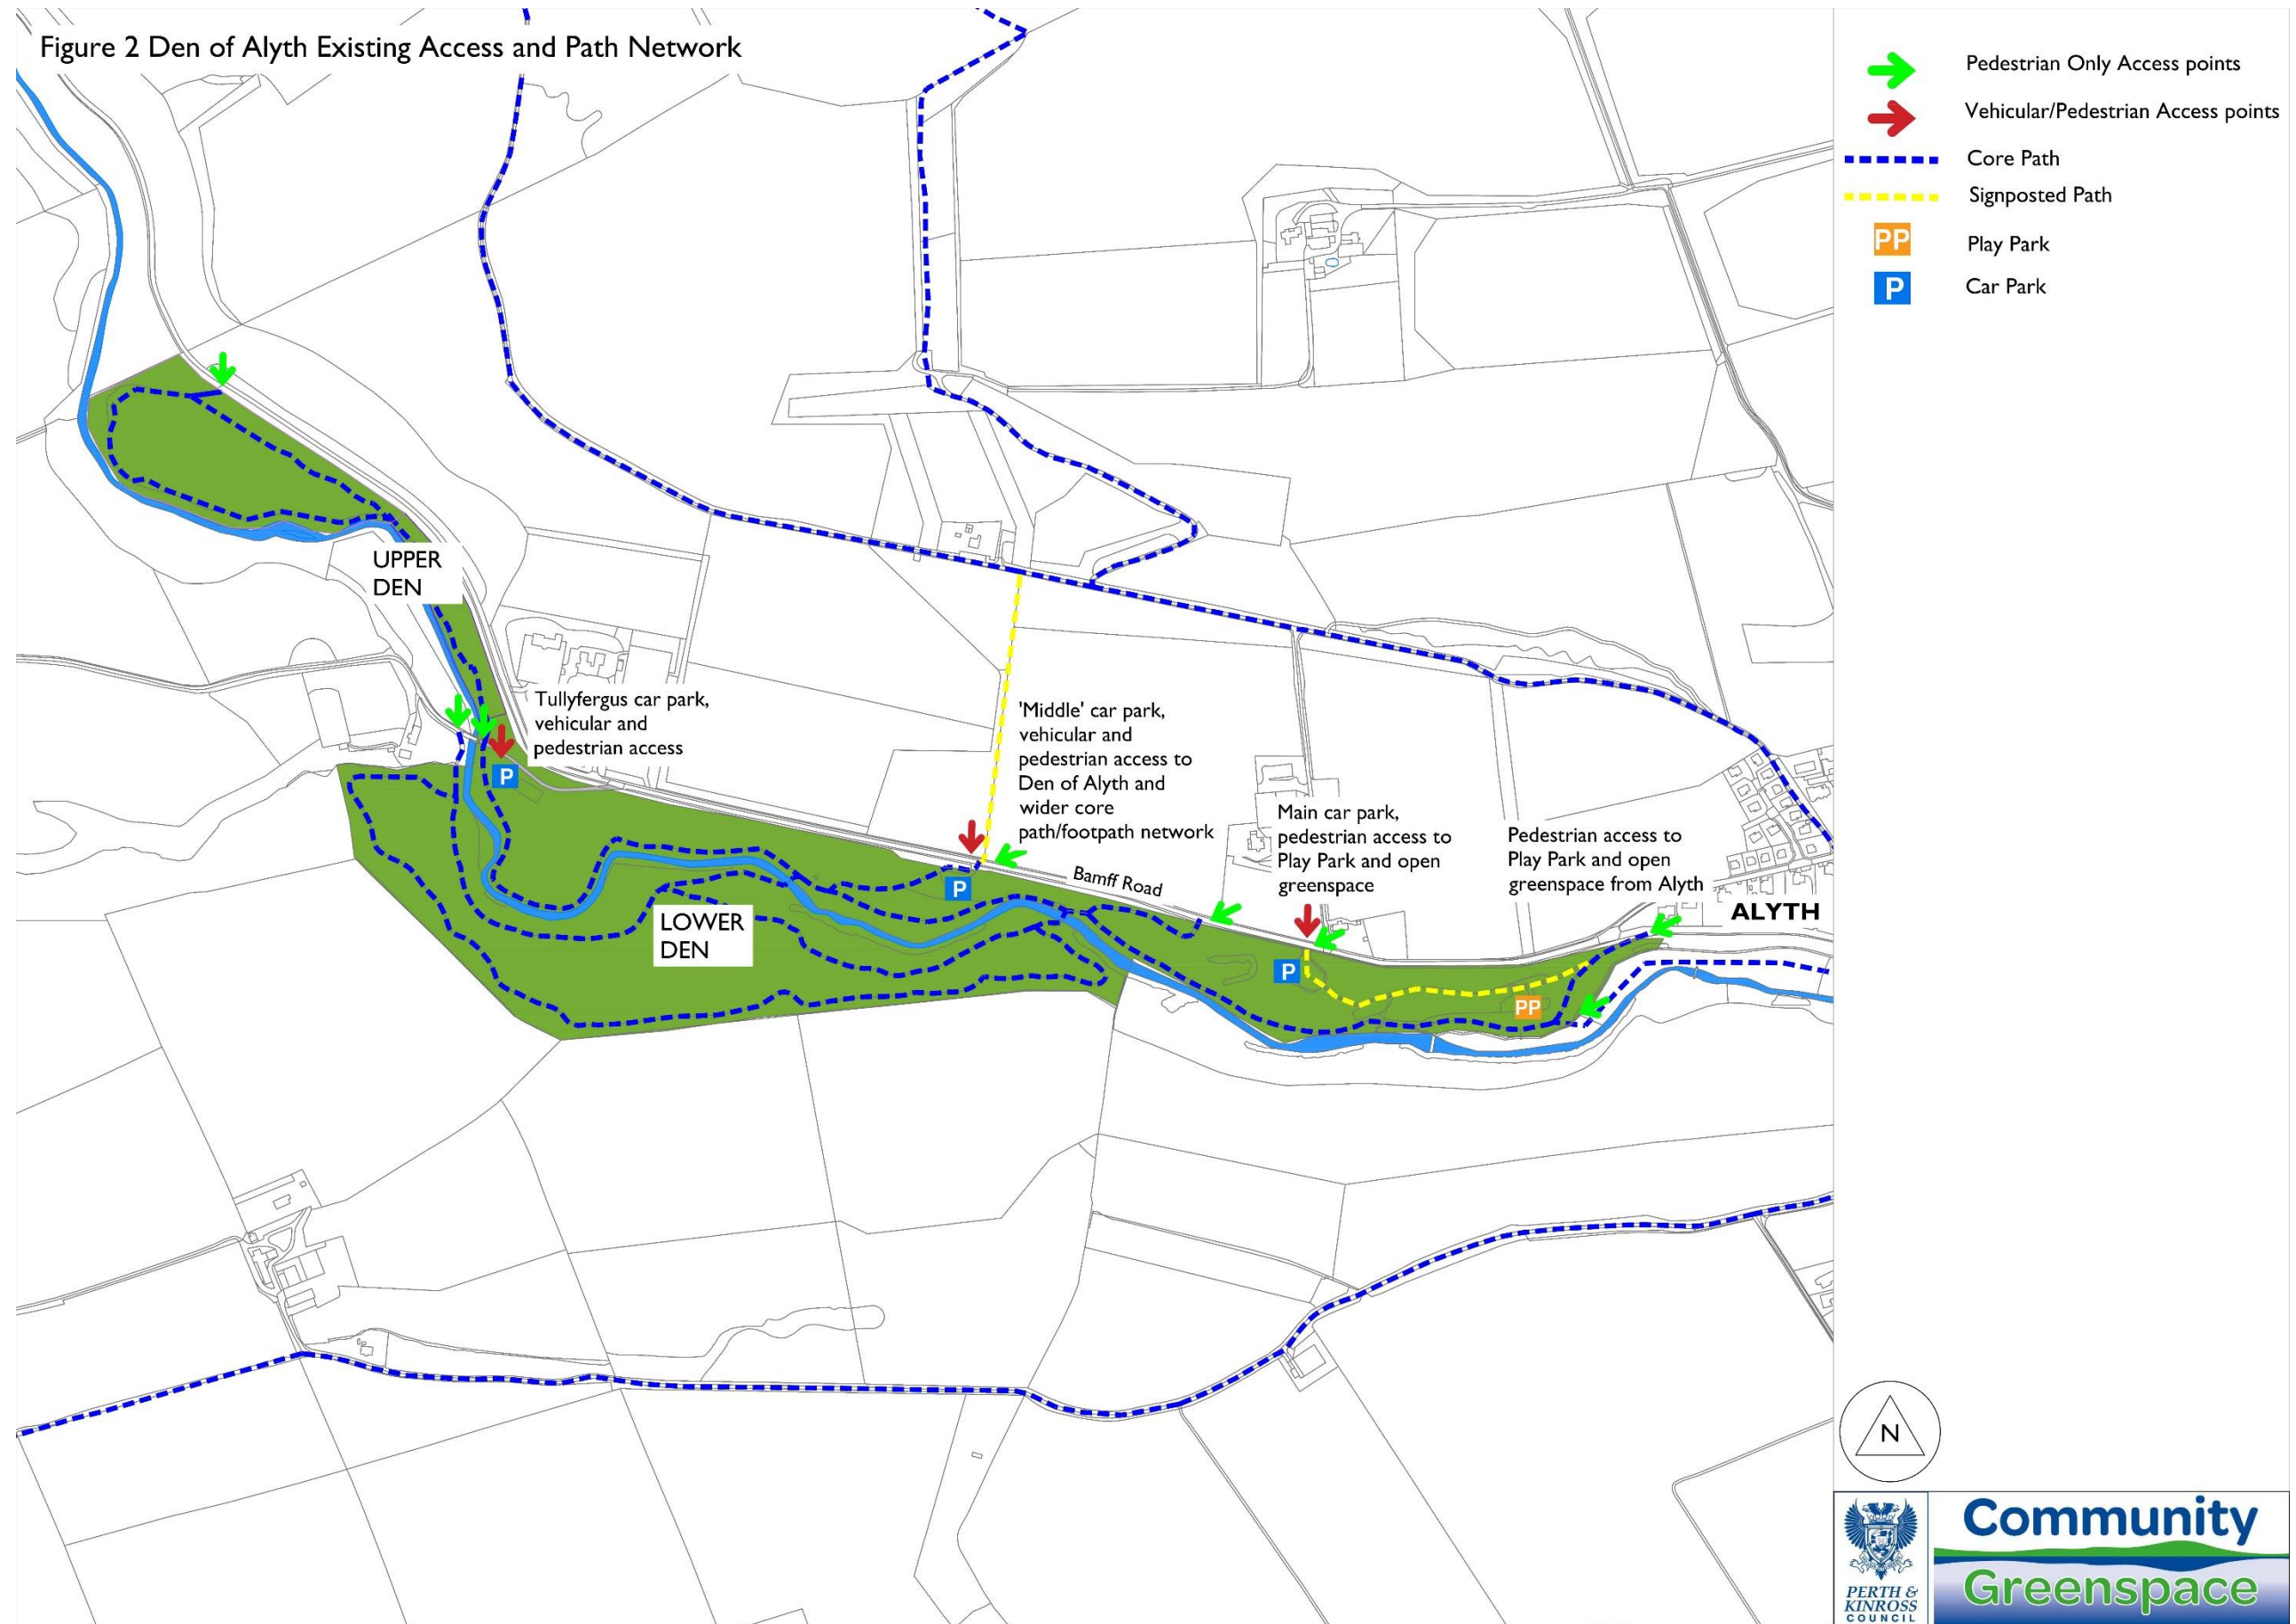 Figure 2 Den of Alyth Existing Access and Path Network
Pedestrian Only Access points
Vehicular/Pedestrian Access points
Core Path
Signposted Path
PP
Play Park
P
Car Park
UPPER
DEN
Tullyfergus car park,
vehicular and
pedestrian access
P
'Middle' car park,
vehicular and
pedestrian access to
Den of Alyth and
wider core
path/footpath network
P
Bamff Road
Main car park,
pedestrian access to
Play Park and open
greenspace
P
Pedestrian access to
Play Park and open
greenspace from Alyth
ALYTH
PP
LOWER
DEN
N
PERTH &
KINROSS
COUNCIL
Community
Greenspace